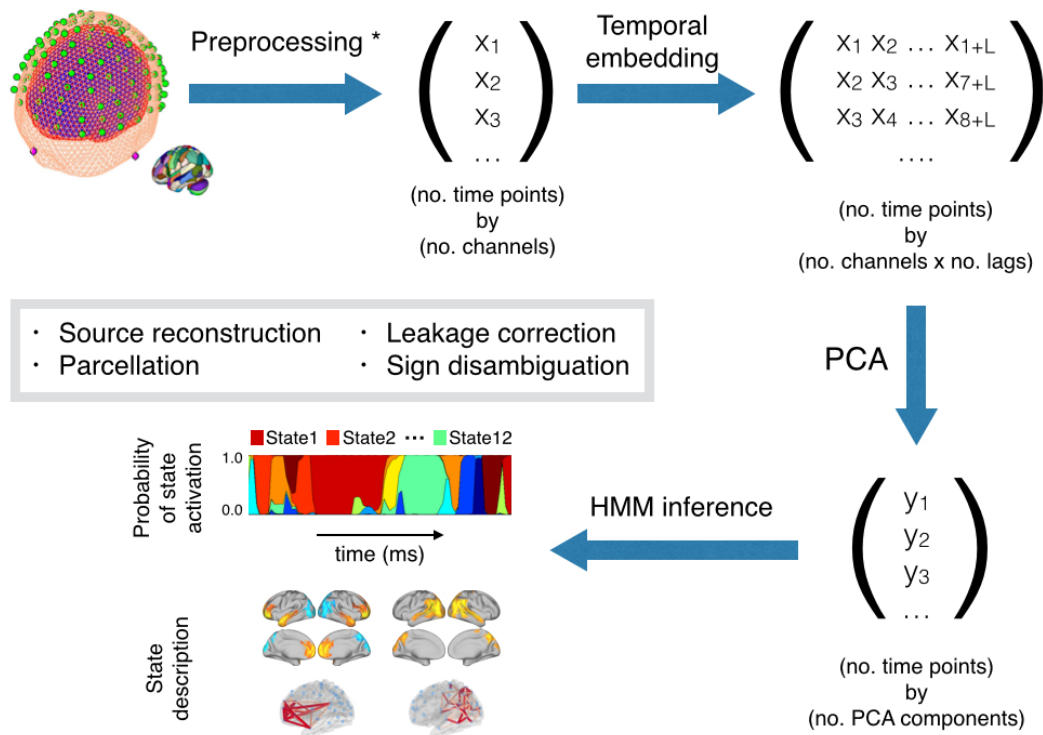 Preprocessing *
x1
x2
x3
...
(no. time points)
by
(no. channels)
Temporal
embedding
x1 x2 ... x1+L
x2 x3 ... x7+L
x3 x4 ... x8+L
....
(no. time points)
by
(no. channels x no. lags)
· Source reconstruction
· Parcellation
· Leakage correction
· Sign disambiguation
PCA
y1
y2
y3
...
(no. time points)
by
(no. PCA components)
HMM inference
State1 State2 ... State12
Probability
of state
activation
1.0
0.0
time (ms)
State
description